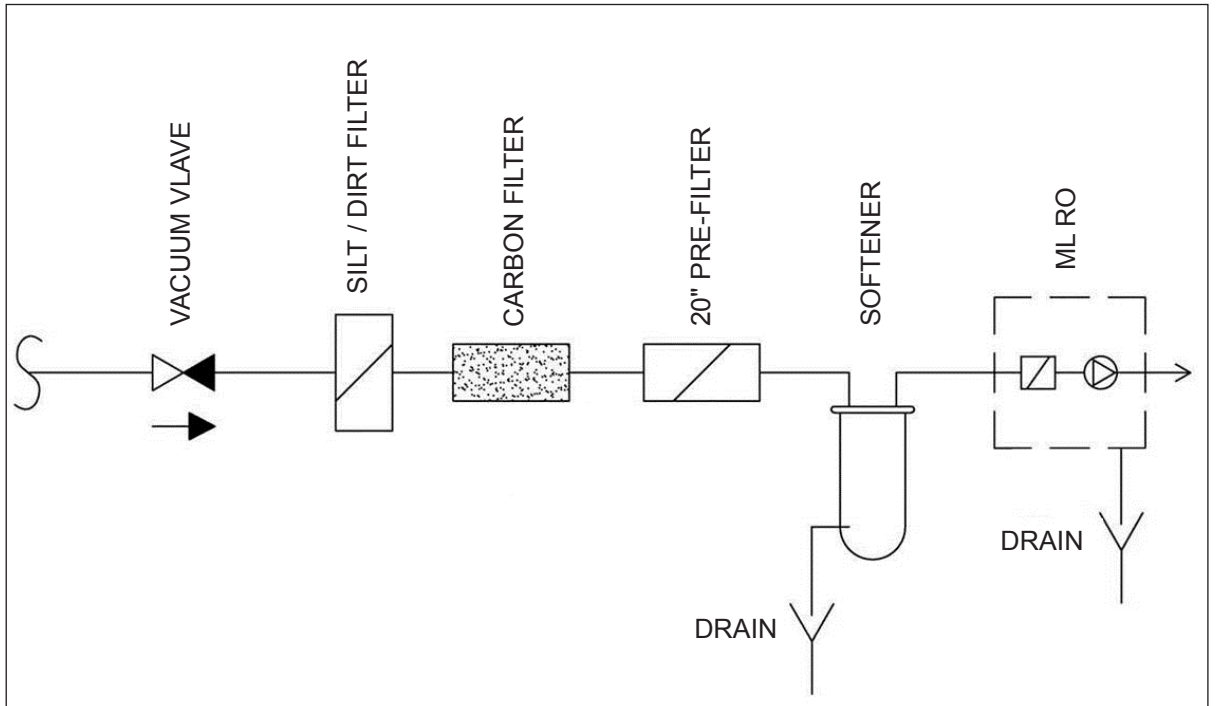 VACUUM VLAVE
SILT / DIRT FILTER
CARBON FILTER
20" PRE-FILTER
SOFTENER
ML RO
DRAIN
DRAIN